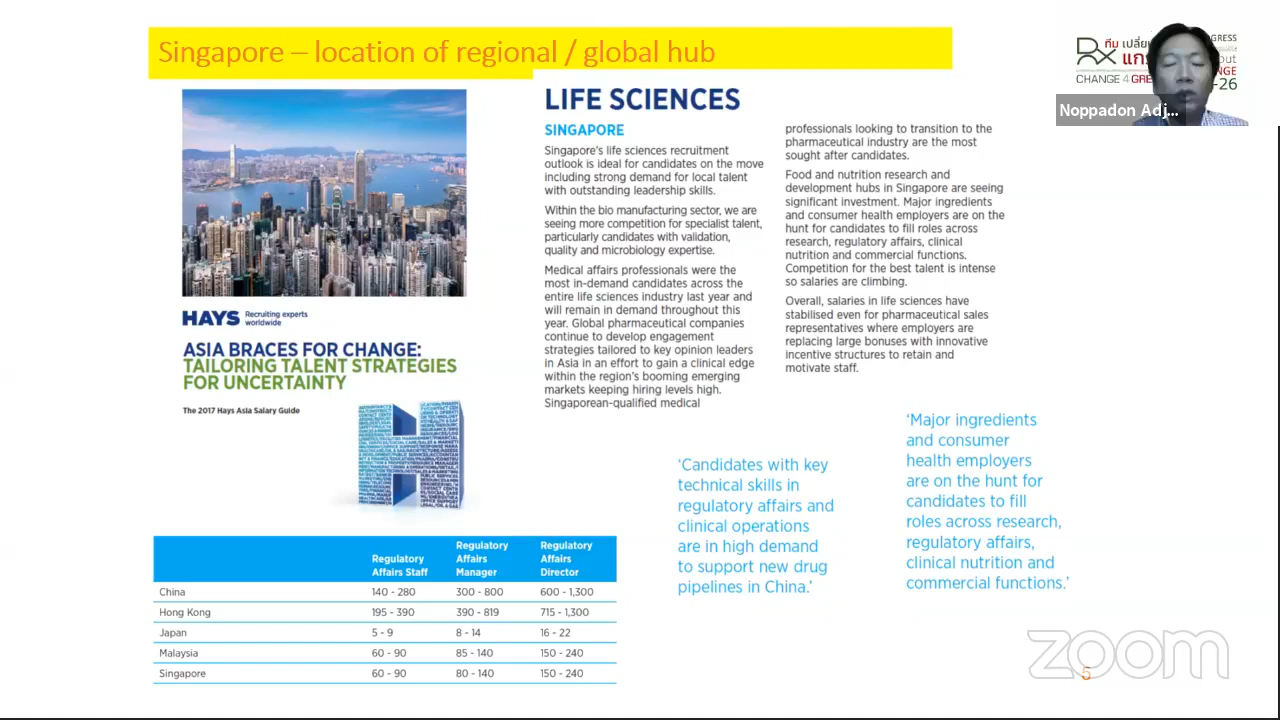 Singapore – location of regional / global hub
ทีม เปลี่ยน
CHANGE 4 GRE
-26
Noppadon Adj...
HAYS Recruiting experts
worldwide
ASIA BRACES FOR CHANGE:
TAILORING TALENT STRATEGIES
FOR UNCERTAINTY
The 2017 Hays Asia Salary Guide
LIFE SCIENCES
SINGAPORE
Singapore's life sciences recruitment
outlook is ideal for candidates on the move
including strong demand for local talent
with outstanding leadership skills.
Within the bio manufacturing sector, we are
seeing more competition for specialist talent,
particularly candidates with validation,
quality and microbiology expertise.
Medical affairs professionals were the
most in-demand candidates across the
entire life sciences industry last year and
will remain in demand throughout this
year. Global pharmaceutical companies
continue to develop engagement
strategies tailored to key opinion leaders
in Asia in an effort to gain a clinical edge
within the region's booming emerging
markets keeping hiring levels high.
Singaporean-qualified medical
professionals looking to transition to the
pharmaceutical industry are the most
sought after candidates.
Food and nutrition research and
development hubs in Singapore are seeing
significant investment. Major ingredients
and consumer health employers are on the
hunt for candidates to fill roles across
research, regulatory affairs, clinical
nutrition and commercial functions.
Competition for the best talent is intense
so salaries are climbing.
Overall, salaries in life sciences have
stabilised even for pharmaceutical sales
representatives where employers are
replacing large bonuses with innovative
incentive structures to retain and
motivate staff.
‘Candidates with key
technical skills in
regulatory affairs and
clinical operations
are in high demand
to support new drug
pipelines in China.’
‘Major ingredients
and consumer
health employers
are on the hunt for
candidates to fill
roles across research,
regulatory affairs,
clinical nutrition and
commercial functions.’
Regulatory Affairs Staff Regulatory Affairs Manager Regulatory Affairs Director
China 140 - 280 300 - 800 600 - 1,300
Hong Kong 195 - 390 390 - 819 715 - 1,300
Japan 5 - 9 8 - 14 16 - 22
Malaysia 60 - 90 85 - 140 150 - 240
Singapore 60 - 90 80 - 140 150 - 240
zoom
5